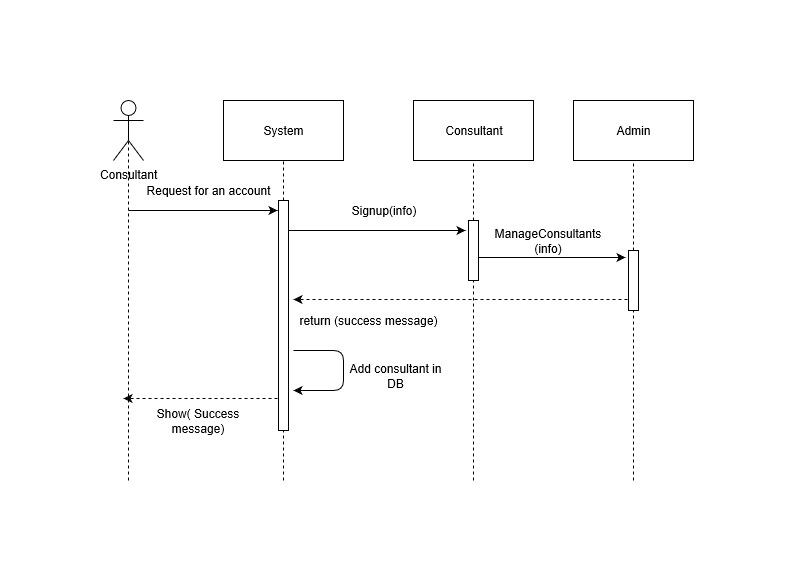 System
Consultant
Admin
Consultant
Request for an account
Signup(info)
ManageConsultants
(info)
return (success message)
Add consultant in
DB
Show( Success
message)